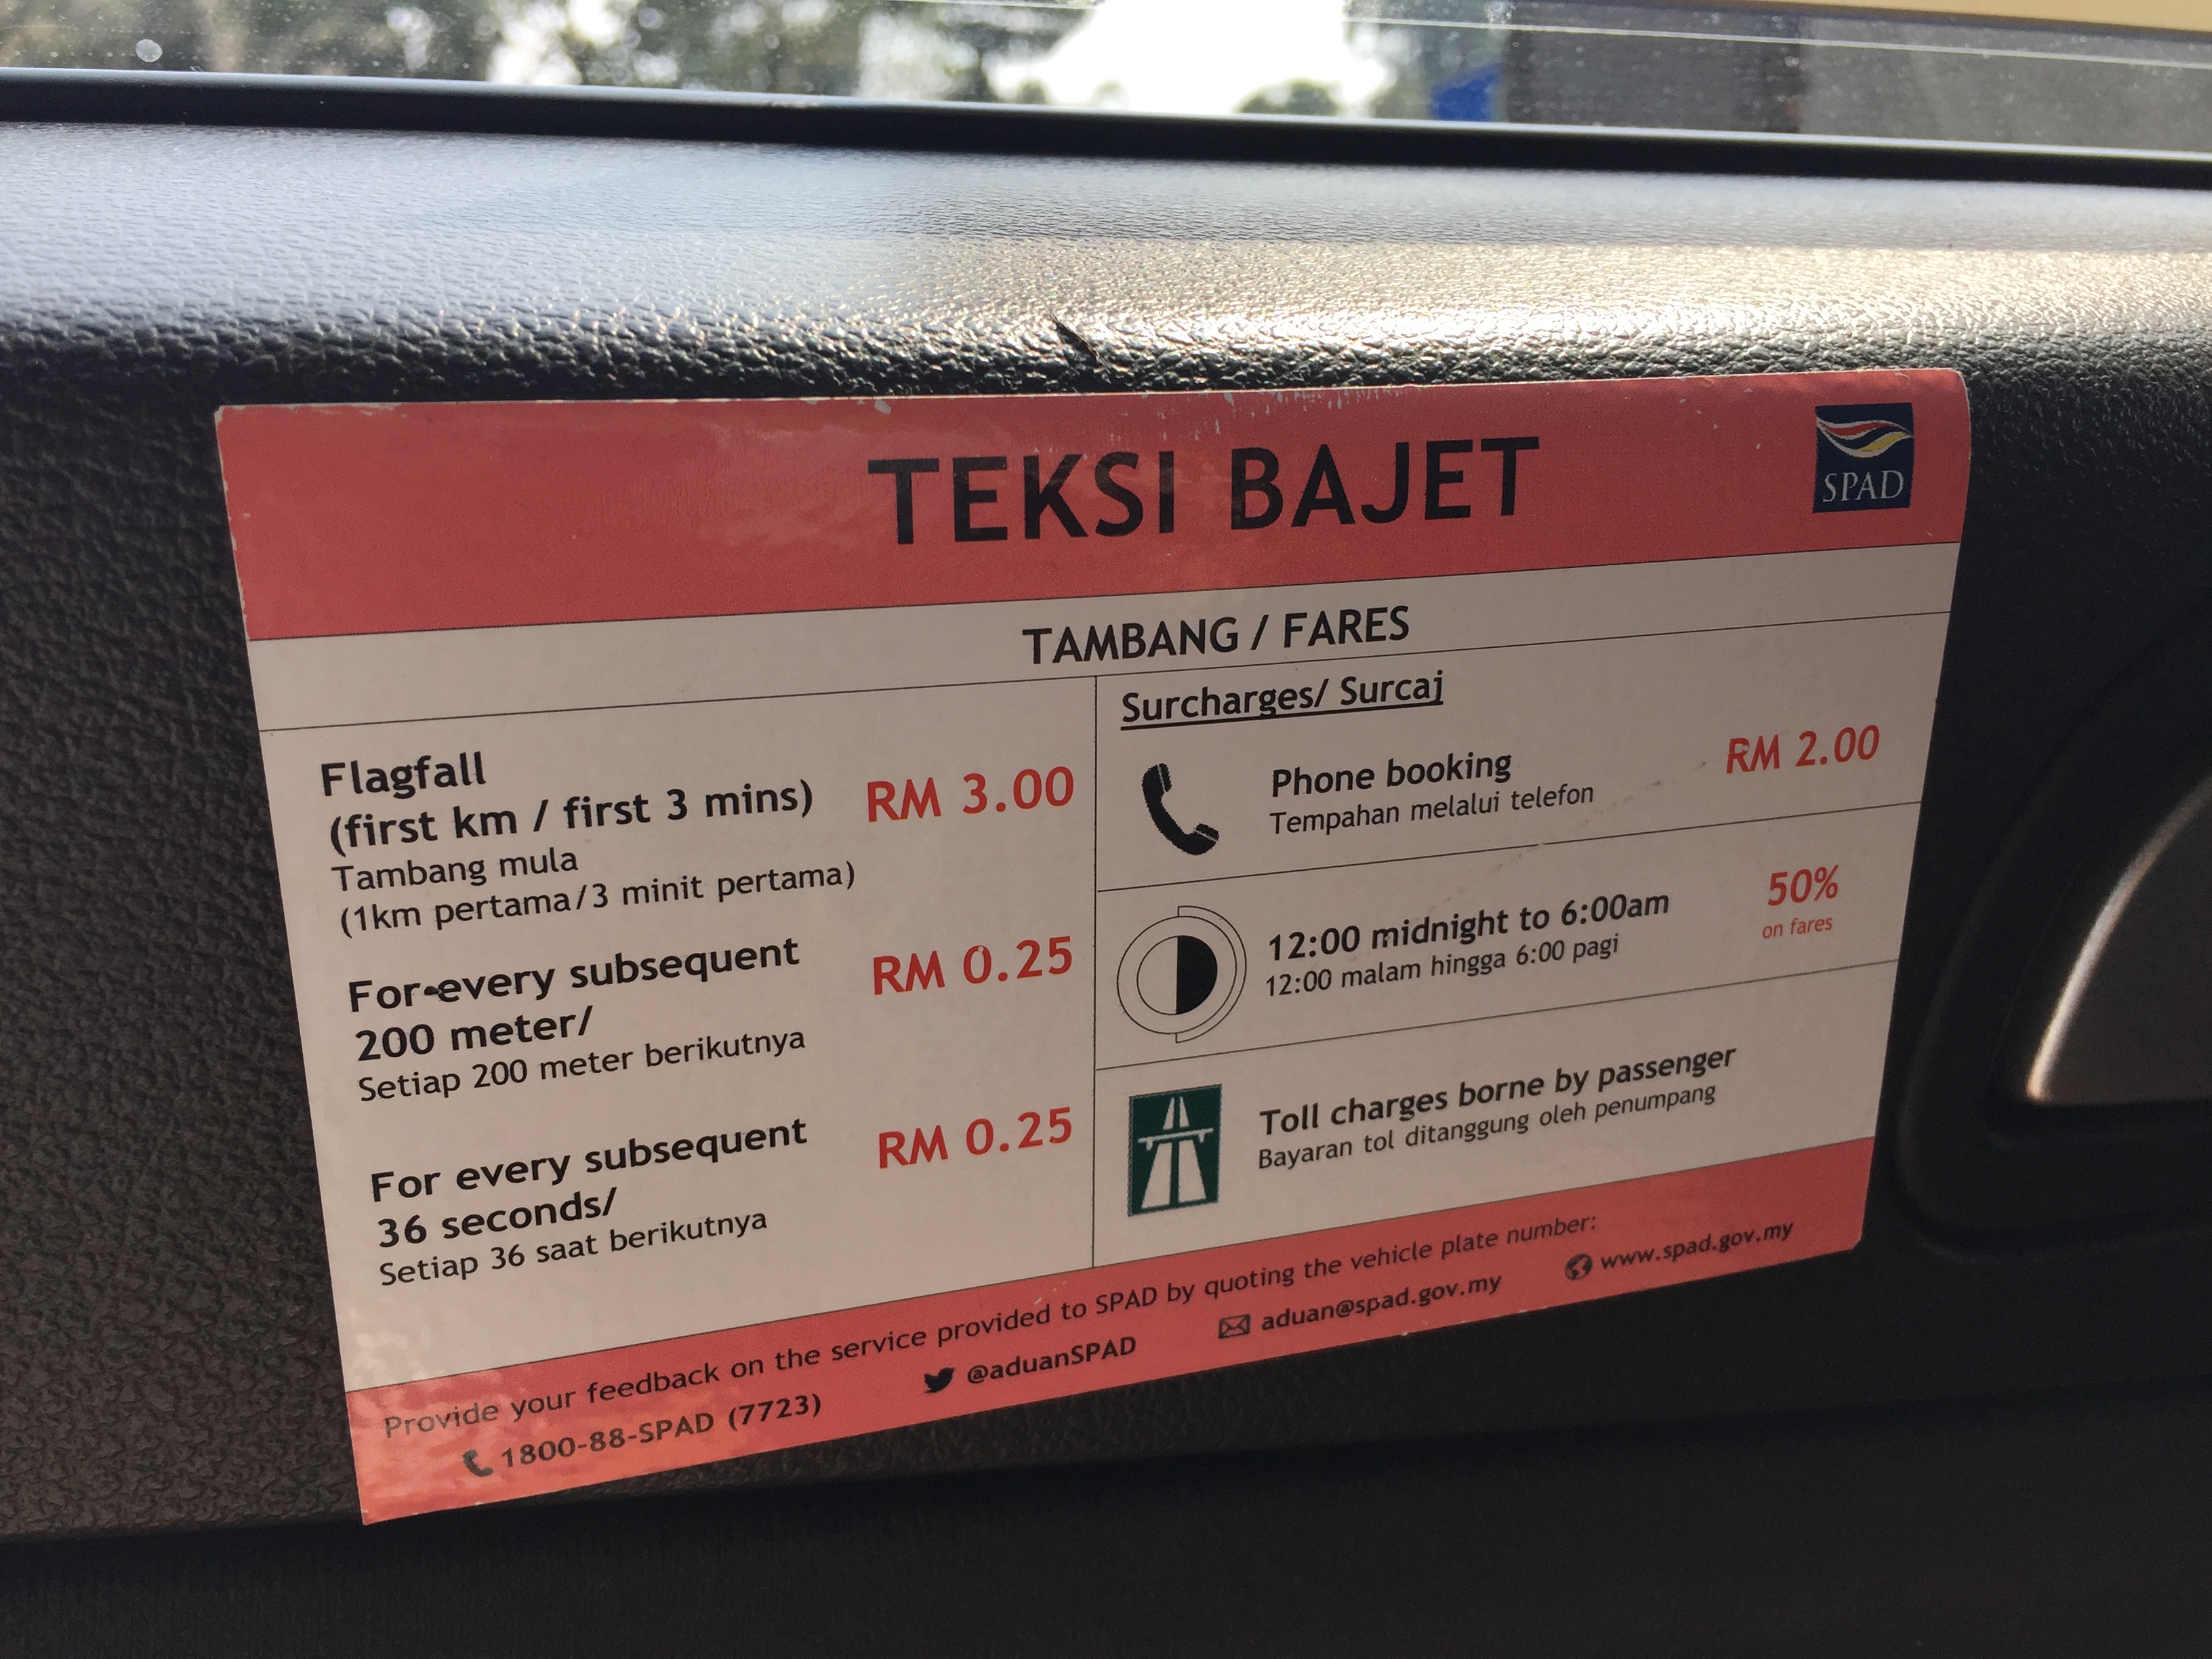 TEKSI BAJET
SPAD
TAMBANG / FARES
Flagfall
(first km / first 3 mins)
RM 3.00
Tambang mula
(1km pertama/3 minit pertama)
For every subsequent
200 meter/
RM 0.25
Setiap 200 meter berikutnya
For every subsequent
36 seconds/
RM 0.25
Setiap 36 saat berikutnya
Surcharges/ Surcaj
Phone booking
Tempahan melalui telefon
RM 2.00
12:00 midnight to 6:00am
12:00 malam hingga 6:00 pagi
50%
on fares
Toll charges borne by passenger
Bayaran tol ditanggung oleh penumpang
Provide your feedback on the service provided to SPAD by quoting the vehicle plate number:
1800-88-SPAD (7723)
@aduanSPAD
aduan@spad.gov.my
www.spad.gov.my